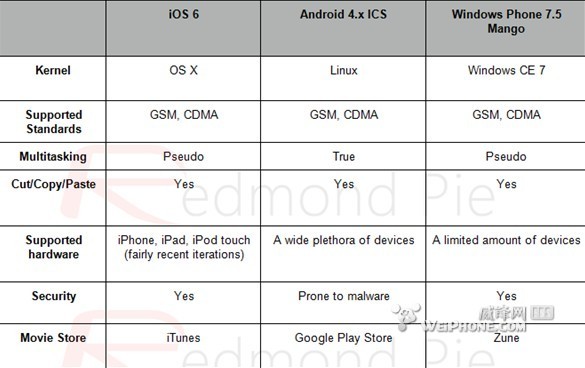 iOS 6
Android 4.x ICS
Windows Phone 7.5
Mango
Kernel
OS X
Linux
Windows CE 7
Supported
Standards
GSM, CDMA
GSM, CDMA
GSM, CDMA
Multitasking
Pseudo
True
Pseudo
Cut/Copy/Paste
Yes
Yes
Yes
Redmond Pie
Supported
hardware
iPhone, iPad, iPod touch
(fairly recent iterations)
A wide plethora of devices
A limited amount of devices
Security
Yes
Prone to malware
Yes
威锋网
WEIPHONE.COM
Movie Store
iTunes
Google Play Store
Zune
Redmond Pie